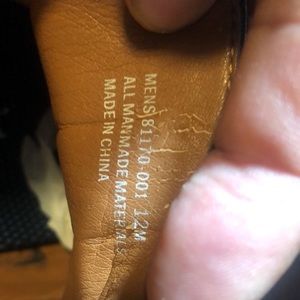 MENS 81170-001 12M
ALL MANMADE MATERIALS
MADE IN CHINA